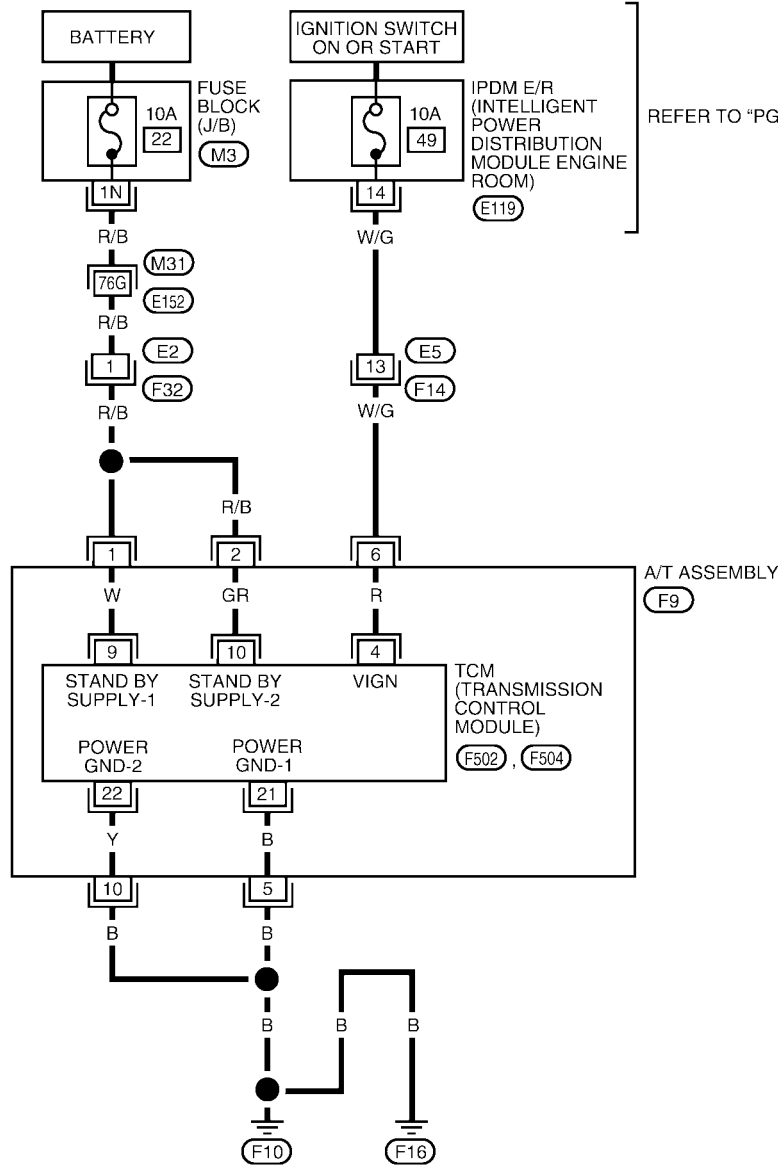 BATTERY
IGNITION SWITCH
ON OR START
FUSE
BLOCK
(J/B)
M3
10A
22
IPDM E/R
(INTELLIGENT
POWER
DISTRIBUTION
MODULE ENGINE
ROOM)
E119
10A
49
REFER TO “PG
1N
14
R/B
W/G
76G
M31
E152
R/B
1
E2
F32
13
E5
F14
R/B
W/G
R/B
1
2
6
A/T ASSEMBLY
F9
W
GR
R
9
10
4
STAND BY
SUPPLY-1
STAND BY
SUPPLY-2
VIGN
TCM
(TRANSMISSION
CONTROL
MODULE)
F502 , F504
POWER
GND-2
POWER
GND-1
22
21
Y
B
10
5
B
B
B
B
B
F10
F16